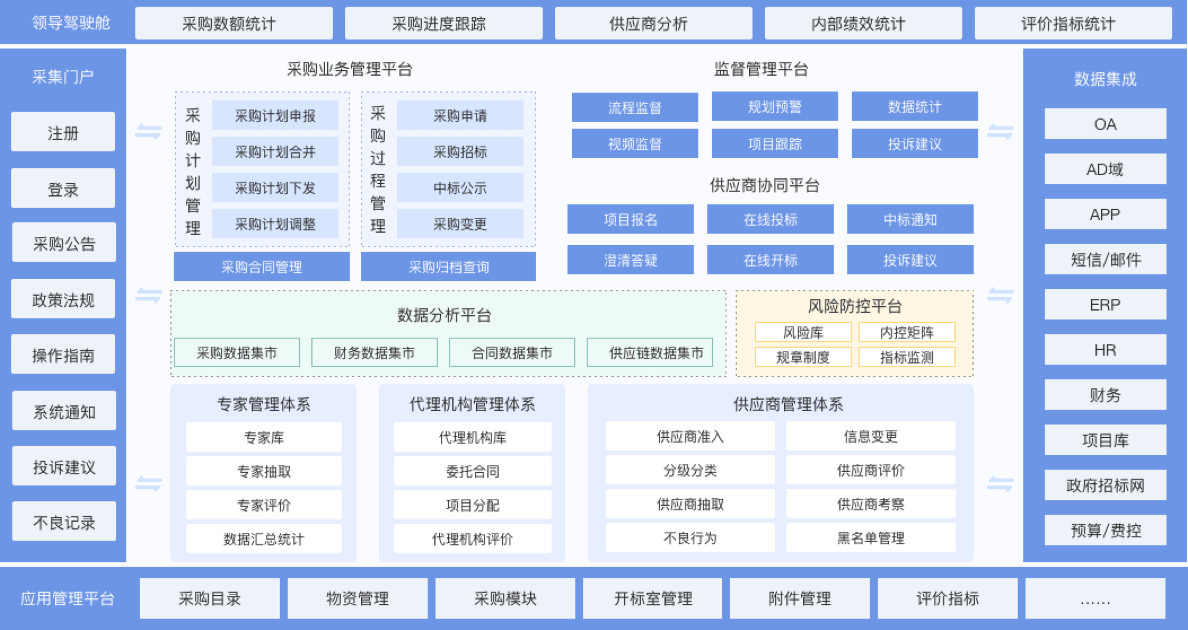 领导驾驶舱
采购数额统计
采购进度跟踪
供应商分析
内部绩效统计
评价指标统计
采集门户
注册
登录
采购公告
政策法规
操作指南
系统通知
投诉建议
不良记录
采购业务管理平台
采购计划管理
采购计划申报
采购计划合并
采购计划下发
采购计划调整
采购过程管理
采购申请
采购招标
中标公示
采购变更
采购合同管理
采购归档查询
监督管理平台
流程监督
规划预警
数据统计
视频监督
项目跟踪
投诉建议
供应商协同平台
项目报名
在线投标
中标通知
澄清答疑
在线开标
投诉建议
数据分析平台
采购数据集市
财务数据集市
合同数据集市
供应链数据集市
风险防控平台
风险库
内控矩阵
规章制度
指标监测
专家管理体系
专家库
专家抽取
专家评价
数据汇总统计
代理机构管理体系
代理机构库
委托合同
项目分配
代理机构评价
供应商管理体系
供应商准入
信息变更
分级分类
供应商评价
供应商抽取
供应商考察
不良行为
黑名单管理
数据集成
OA
AD域
APP
短信/邮件
ERP
HR
财务
项目库
政府招标网
预算/费控
应用管理平台
采购目录
物资管理
采购模块
开标室管理
附件管理
评价指标
……